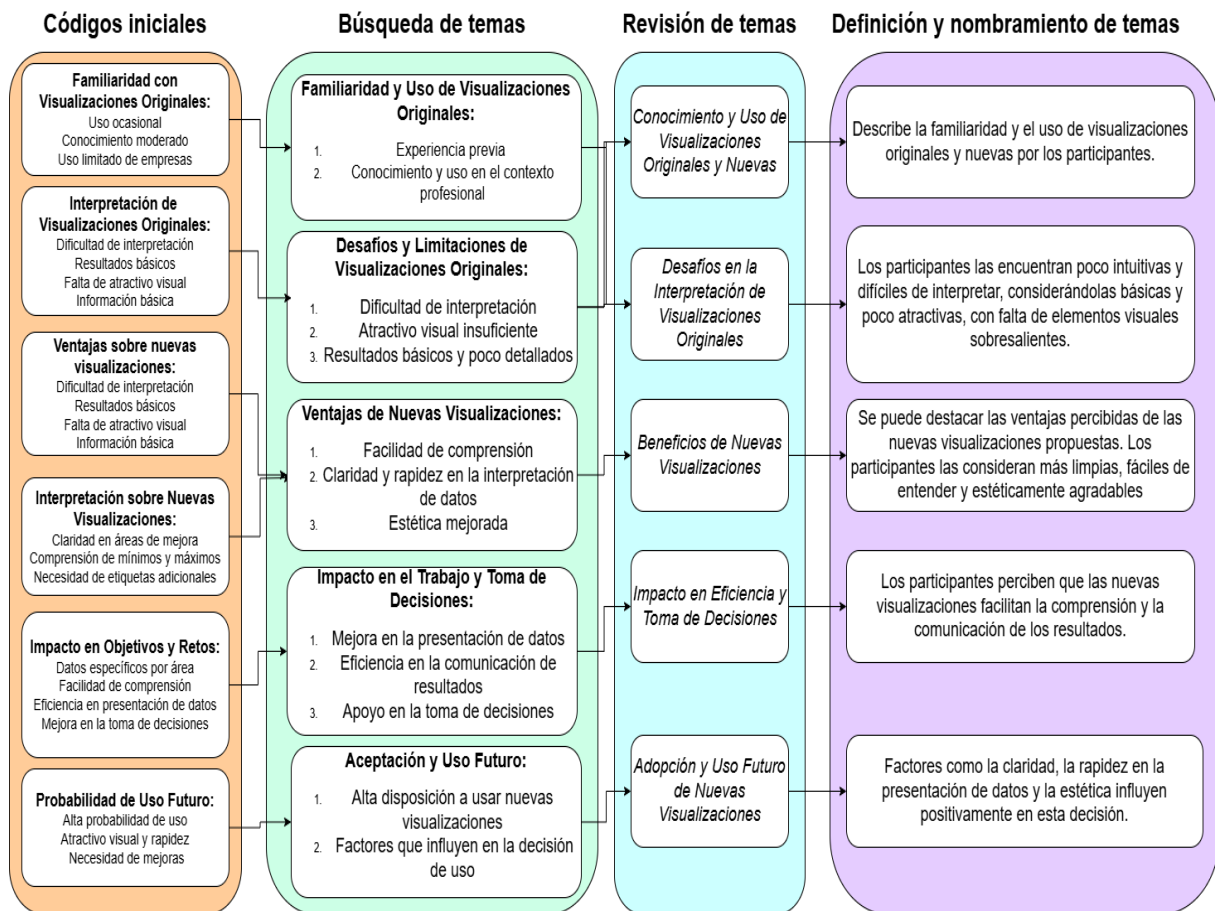 Códigos iniciales
Búsqueda de temas
Revisión de temas
Definición y nombramiento de temas
Familiaridad con
Visualizaciones Originales:
Uso ocasional
Conocimiento moderado
Uso limitado de empresas
Interpretación de
Visualizaciones Originales:
Dificultad de interpretación
Resultados básicos
Falta de atractivo visual
Información básica
Ventajas sobre nuevas
visualizaciones:
Dificultad de interpretación
Resultados básicos
Falta de atractivo visual
Información básica
Interpretación sobre Nuevas
Visualizaciones:
Claridad en áreas de mejora
Comprensión de mínimos y máximos
Necesidad de etiquetas adicionales
Impacto en Objetivos y Retos:
Datos específicos por área
Facilidad de comprensión
Eficiencia en presentación de datos
Mejora en la toma de decisiones
Probabilidad de Uso Futuro:
Alta probabilidad de uso
Atractivo visual y rapidez
Necesidad de mejoras
Familiaridad y Uso de Visualizaciones
Originales:
1. Experiencia previa
2. Conocimiento y uso en el contexto
profesional
Desafíos y Limitaciones de
Visualizaciones Originales:
1. Dificultad de interpretación
2. Atractivo visual insuficiente
3. Resultados básicos y poco detallados
Ventajas de Nuevas Visualizaciones:
1. Facilidad de comprensión
2. Claridad y rapidez en la interpretación
de datos
3. Estética mejorada
Impacto en el Trabajo y Toma de
Decisiones:
1. Mejora en la presentación de datos
2. Eficiencia en la comunicación de
resultados
3. Apoyo en la toma de decisiones
Aceptación y Uso Futuro:
1. Alta disposición a usar nuevas
visualizaciones
2. Factores que influyen en la decisión
de uso
Conocimiento y Uso de
Visualizaciones
Originales y Nuevas
Desafíos en la
Interpretación de
Visualizaciones
Originales
Beneficios de Nuevas
Visualizaciones
Impacto en Eficiencia y
Toma de Decisiones
Adopción y Uso Futuro
de Nuevas
Visualizaciones
Describe la familiaridad y el uso de visualizaciones
originales y nuevas por los participantes.
Los participantes las encuentran poco intuitivas y
difíciles de interpretar, considerándolas básicas y
poco atractivas, con falta de elementos visuales
sobresalientes.
Se puede destacar las ventajas percibidas de las
nuevas visualizaciones propuestas. Los
participantes las consideran más limpias, fáciles de
entender y estéticamente agradables
Los participantes perciben que las nuevas
visualizaciones facilitan la comprensión y la
comunicación de los resultados.
Factores como la claridad, la rapidez en la
presentación de datos y la estética influyen
positivamente en esta decisión.